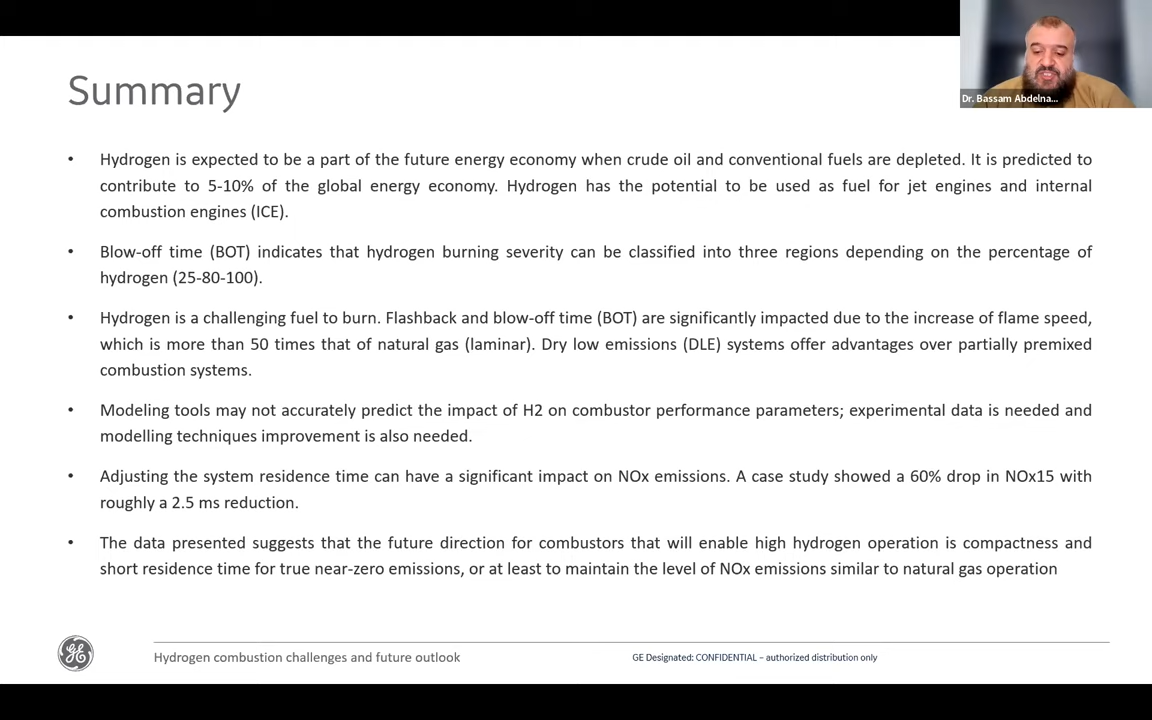 Summary
Dr. Bassam Abdelna...
• Hydrogen is expected to be a part of the future energy economy when crude oil and conventional fuels are depleted. It is predicted to
contribute to 5-10% of the global energy economy. Hydrogen has the potential to be used as fuel for jet engines and internal
combustion engines (ICE).
• Blow-off time (BOT) indicates that hydrogen burning severity can be classified into three regions depending on the percentage of
hydrogen (25-80-100).
• Hydrogen is a challenging fuel to burn. Flashback and blow-off time (BOT) are significantly impacted due to the increase of flame speed,
which is more than 50 times that of natural gas (laminar). Dry low emissions (DLE) systems offer advantages over partially premixed
combustion systems.
• Modeling tools may not accurately predict the impact of H2 on combustor performance parameters; experimental data is needed and
modelling techniques improvement is also needed.
• Adjusting the system residence time can have a significant impact on NOx emissions. A case study showed a 60% drop in NOx15 with
roughly a 2.5 ms reduction.
• The data presented suggests that the future direction for combustors that will enable high hydrogen operation is compactness and
short residence time for true near-zero emissions, or at least to maintain the level of NOx emissions similar to natural gas operation
GE
Hydrogen combustion challenges and future outlook
GE Designated: CONFIDENTIAL – authorized distribution only